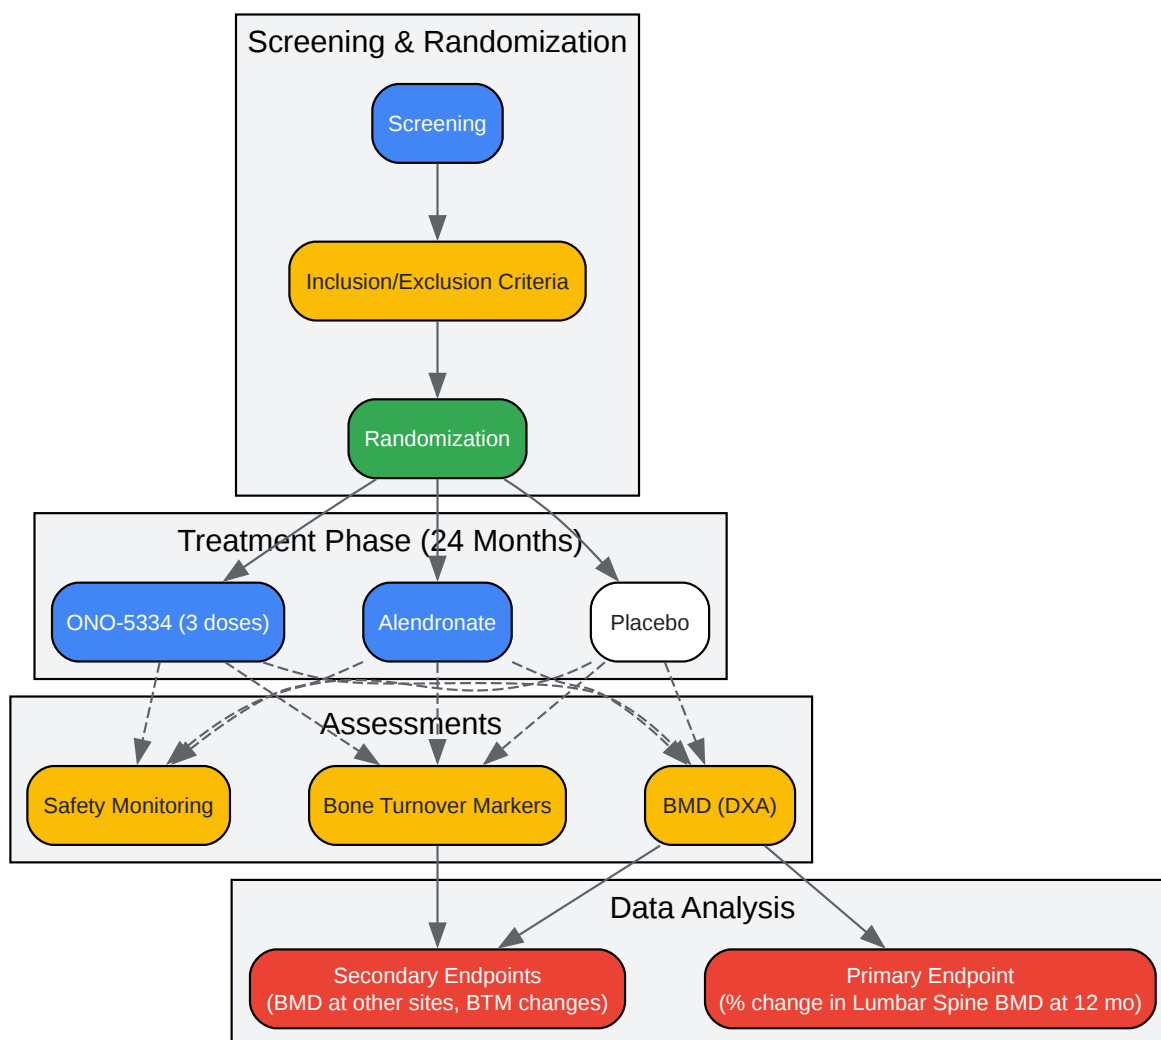 Screening & Randomization
Screening
Inclusion/Exclusion Criteria
Randomization
Treatment Phase (24 Months)
ONO-5334 (3 doses)
Alendronate
Placebo
Assessments
Safety Monitoring
Bone Turnover Markers
BMD (DXA)
Data Analysis
Secondary Endpoints
(BMD at other sites, BTM changes)
Primary Endpoint
(% change in Lumbar Spine BMD at 12 mo)